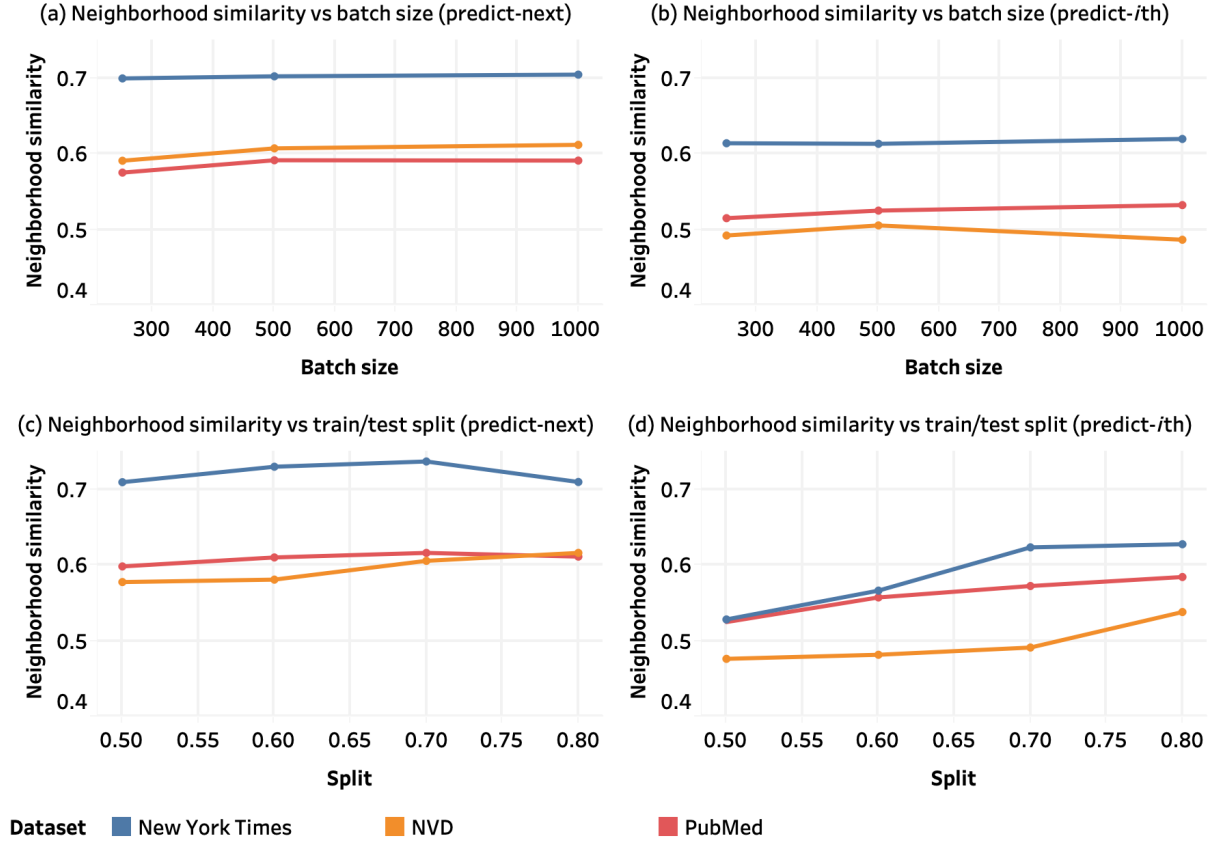 (a) Neighborhood similarity vs batch size (predict-next)
Neighborhood similarity
0.7
0.6
0.5
0.4
300 400 500 600 700 800 900 1000
Batch size
(b) Neighborhood similarity vs batch size (predict-ith)
Neighborhood similarity
0.7
0.6
0.5
0.4
300 400 500 600 700 800 900 1000
Batch size
(c) Neighborhood similarity vs train/test split (predict-next)
Neighborhood similarity
0.7
0.6
0.5
0.4
0.50 0.55 0.60 0.65 0.70 0.75 0.80
Split
(d) Neighborhood similarity vs train/test split (predict-ith)
Neighborhood similarity
0.7
0.6
0.5
0.4
0.50 0.55 0.60 0.65 0.70 0.75 0.80
Split
Dataset New York Times NVD PubMed